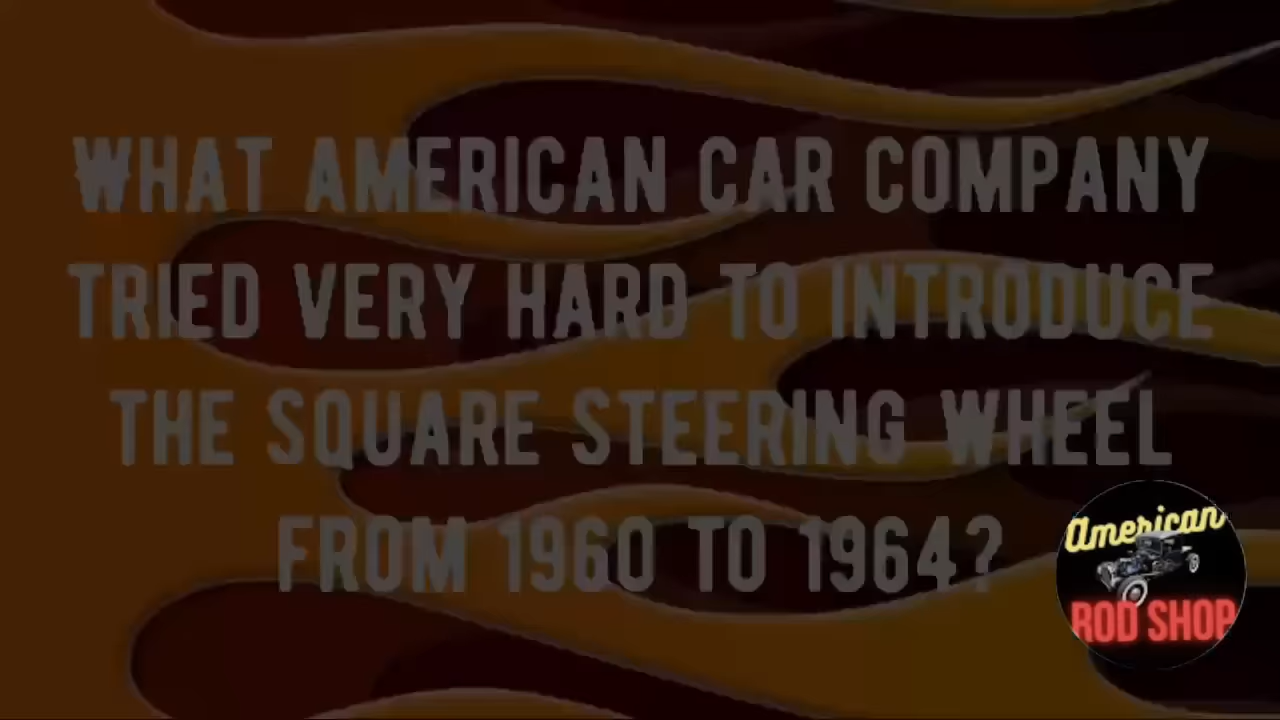 WHAT AMERICAN CAR COMPANY
TRIED VERY HARD TO INTRODUCE
THE SQUARE STEERING WHEEL
FROM 1960 TO 1964?
American
ROD SHOP